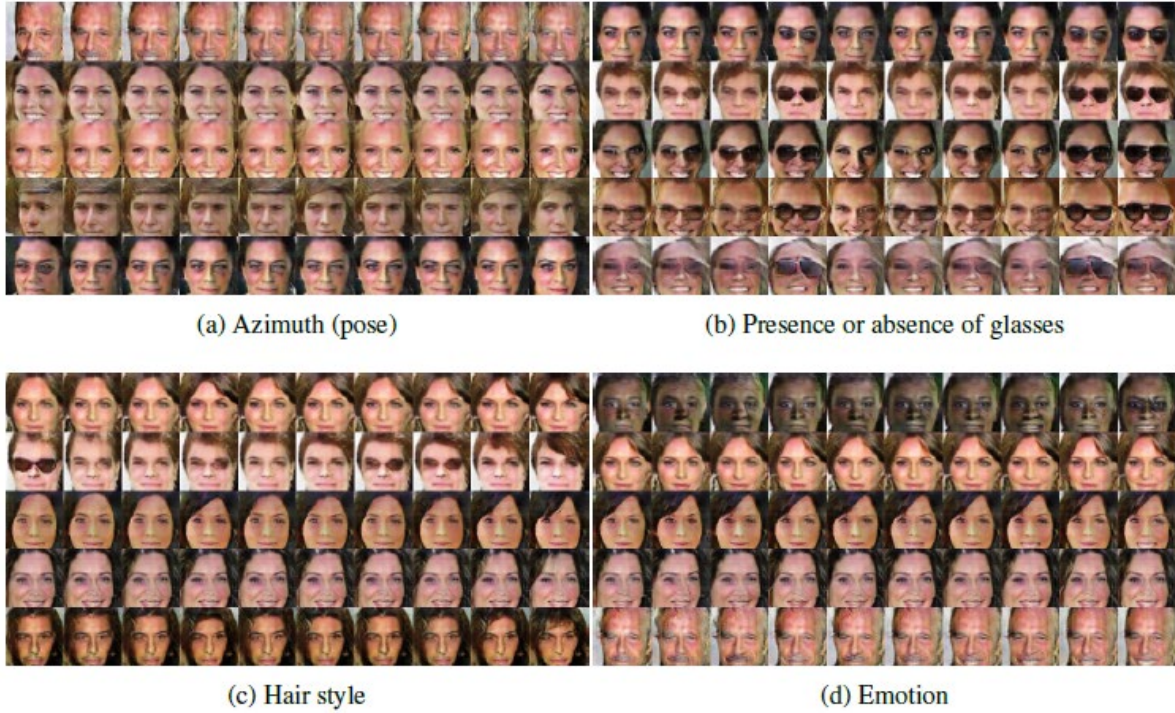 (a) Azimuth (pose)
(b) Presence or absence of glasses
(c) Hair style
(d) Emotion